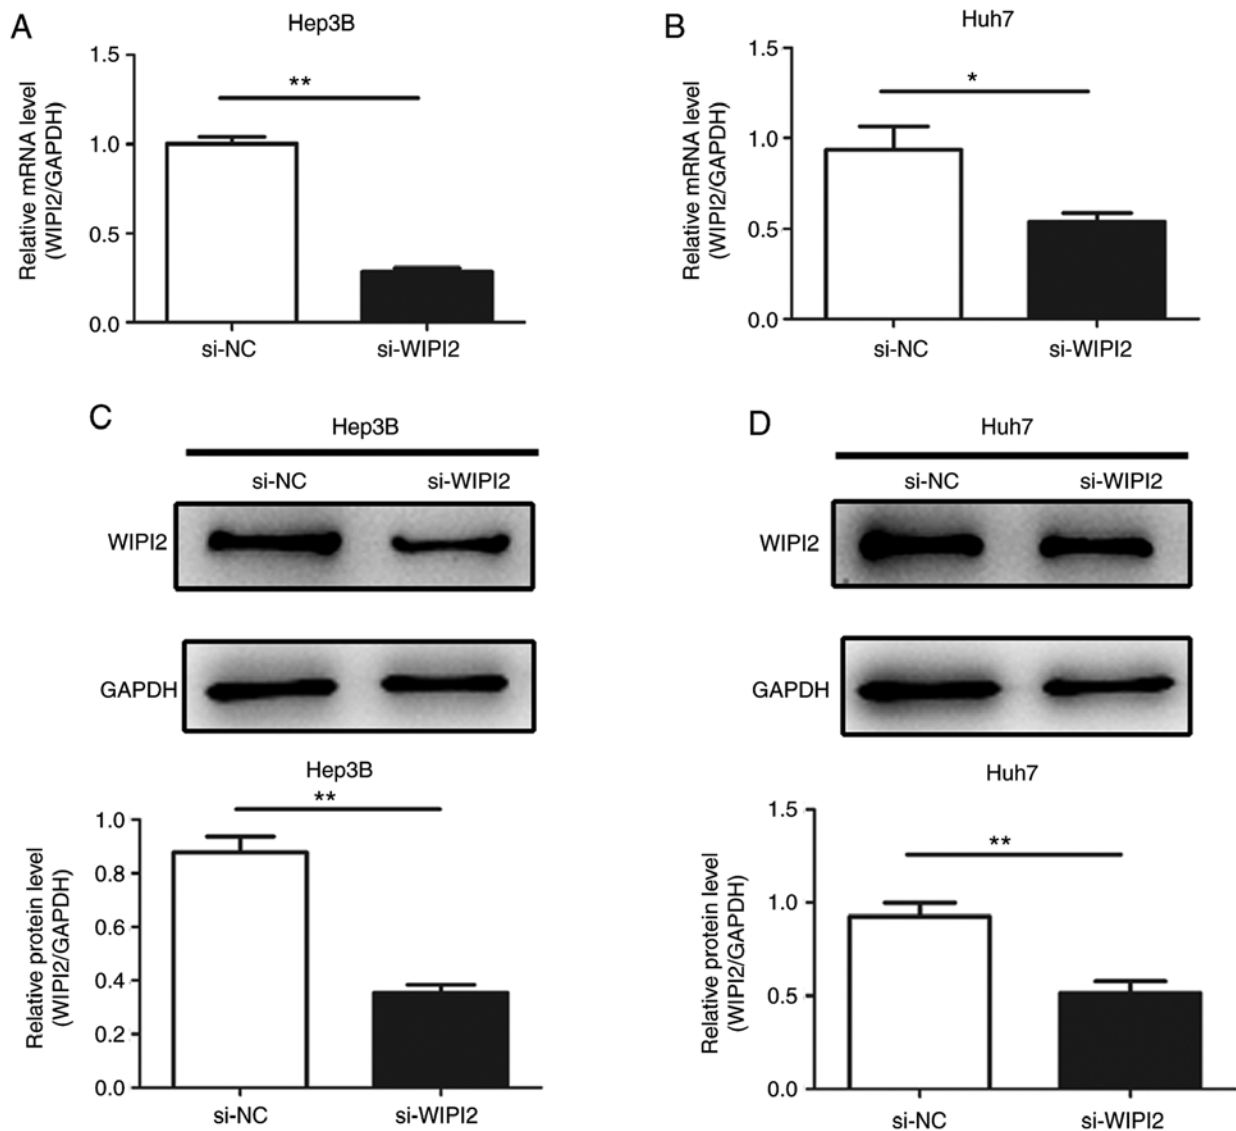 A
Hep3B
Relative mRNA level
(WIPI2/GAPDH)
1.5
1.0
0.5
0.0
**
si-NC
si-WIPI2
B
Huh7
Relative mRNA level
(WIPI2/GAPDH)
1.5
1.0
0.5
0.0
*
si-NC
si-WIPI2
C
Hep3B
si-NC
si-WIPI2
WIPI2
GAPDH
Hep3B
Relative protein level
(WIPI2/GAPDH)
1.0
0.8
0.6
0.4
0.2
0.0
**
si-NC
si-WIPI2
D
Huh7
si-NC
si-WIPI2
WIPI2
GAPDH
Huh7
Relative protein level
(WIPI2/GAPDH)
1.5
1.0
0.5
0.0
**
si-NC
si-WIPI2